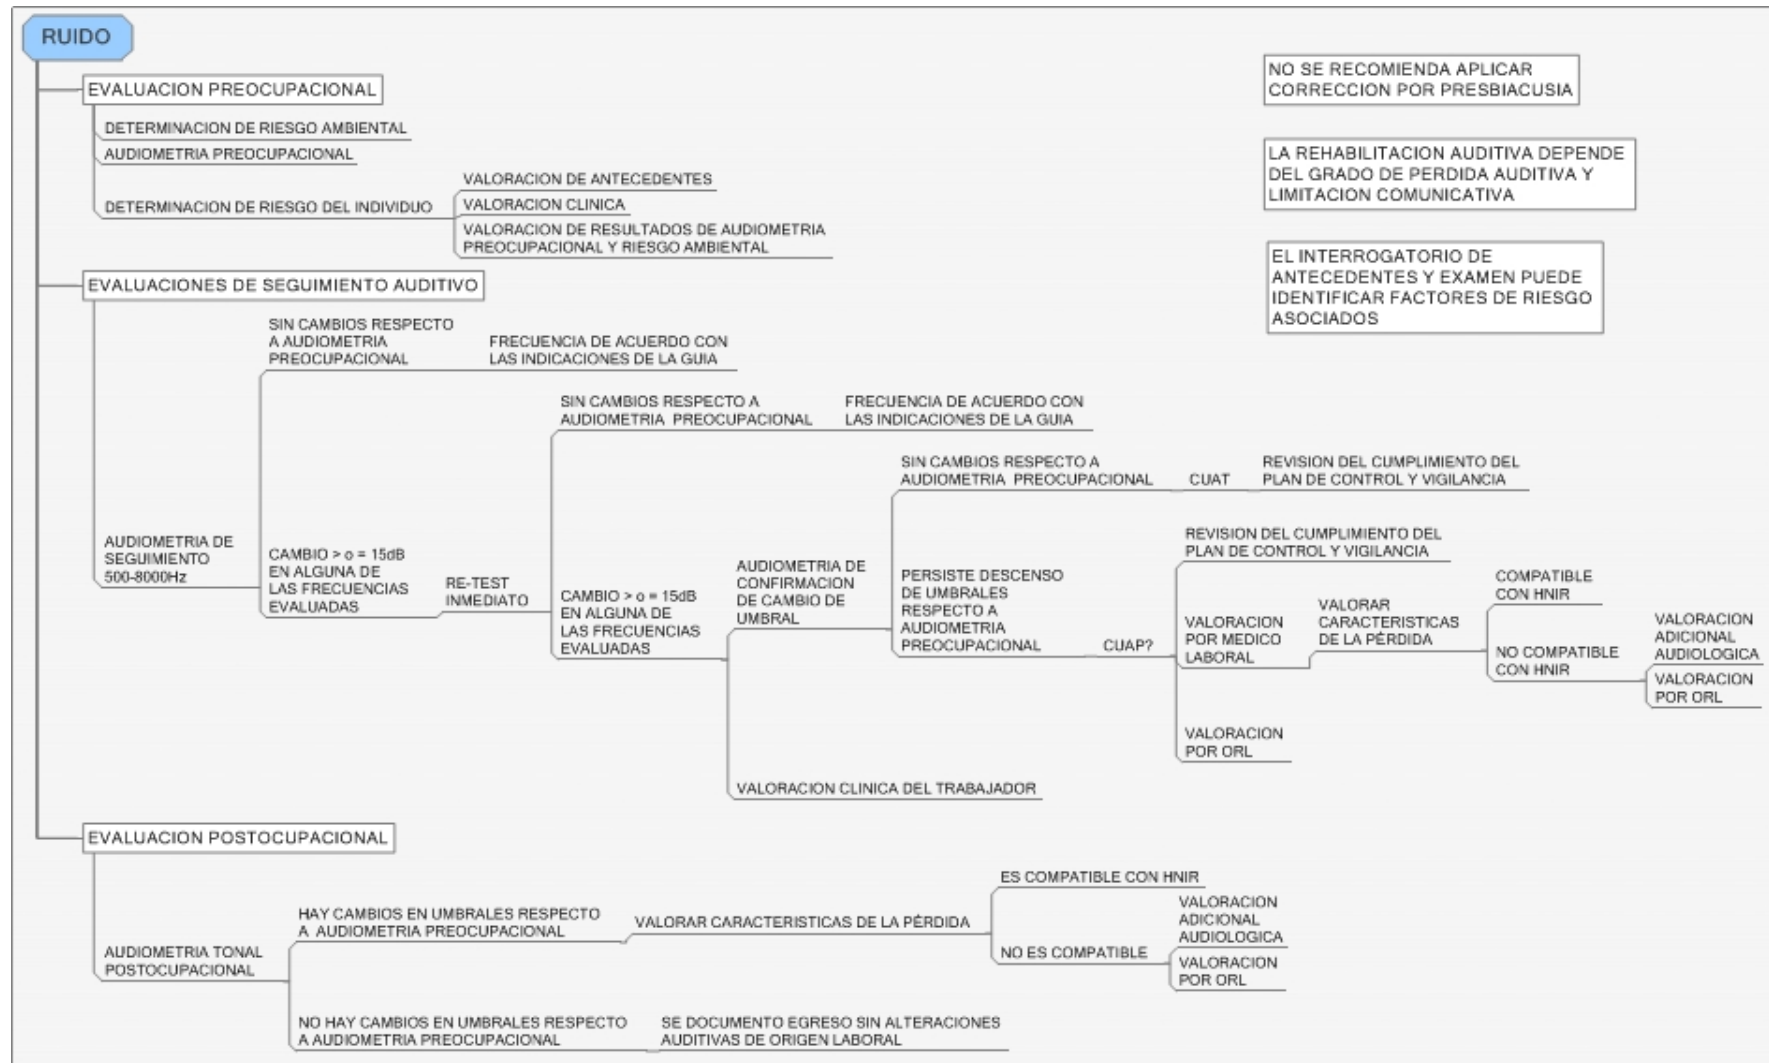 RUIDO
EVALUACION PREOCUPACIONAL
DETERMINACION DE RIESGO AMBIENTAL
AUDIOMETRIA PREOCUPACIONAL
DETERMINACION DE RIESGO DEL INDIVIDUO
VALORACION DE ANTECEDENTES
VALORACION CLINICA
VALORACION DE RESULTADOS DE AUDIOMETRIA
PREOCUPACIONAL Y RIESGO AMBIENTAL
NO SE RECOMIENDA APLICAR
CORRECCION POR PRESBIACUSIA
LA REHABILITACION AUDITIVA DEPENDE
DEL GRADO DE PERDIDA AUDITIVA Y
LIMITACION COMUNICATIVA
EL INTERROGATORIO DE
ANTECEDENTES Y EXAMEN PUEDE
IDENTIFICAR FACTORES DE RIESGO
ASOCIADOS
EVALUACIONES DE SEGUIMIENTO AUDITIVO
AUDIOMETRIA DE
SEGUIMIENTO
500-8000Hz
SIN CAMBIOS RESPECTO
A AUDIOMETRIA
PREOCUPACIONAL
FRECUENCIA DE ACUERDO CON
LAS INDICACIONES DE LA GUIA
CAMBIO > o = 15dB
EN ALGUNA DE
LAS FRECUENCIAS
EVALUADAS
RE-TEST
INMEDIATO
SIN CAMBIOS RESPECTO A
AUDIOMETRIA PREOCUPACIONAL
FRECUENCIA DE ACUERDO CON
LAS INDICACIONES DE LA GUIA
CAMBIO > o = 15dB
EN ALGUNA DE
LAS FRECUENCIAS
EVALUADAS
AUDIOMETRIA DE
CONFIRMACION
DE CAMBIO DE
UMBRAL
SIN CAMBIOS RESPECTO A
AUDIOMETRIA PREOCUPACIONAL
CUAT
REVISION DEL CUMPLIMIENTO DEL
PLAN DE CONTROL Y VIGILANCIA
PERSISTE DESCENSO
DE UMBRALES
RESPECTO A
AUDIOMETRIA
PREOCUPACIONAL
CUAP?
REVISION DEL CUMPLIMIENTO DEL
PLAN DE CONTROL Y VIGILANCIA
VALORACION
POR MEDICO
LABORAL
VALORAR
CARACTERISTICAS
DE LA PÉRDIDA
COMPATIBLE
CON HNIR
NO COMPATIBLE
CON HNIR
VALORACION
ADICIONAL
AUDIOLOGICA
VALORACION
POR ORL
VALORACION
POR ORL
VALORACION CLINICA DEL TRABAJADOR
EVALUACION POSTOCUPACIONAL
AUDIOMETRIA TONAL
POSTOCUPACIONAL
HAY CAMBIOS EN UMBRALES RESPECTO
A AUDIOMETRIA PREOCUPACIONAL
VALORAR CARACTERISTICAS DE LA PÉRDIDA
ES COMPATIBLE CON HNIR
NO ES COMPATIBLE
VALORACION
ADICIONAL
AUDIOLOGICA
VALORACION
POR ORL
NO HAY CAMBIOS EN UMBRALES RESPECTO
A AUDIOMETRIA PREOCUPACIONAL
SE DOCUMENTO EGRESO SIN ALTERACIONES
AUDITIVAS DE ORIGEN LABORAL